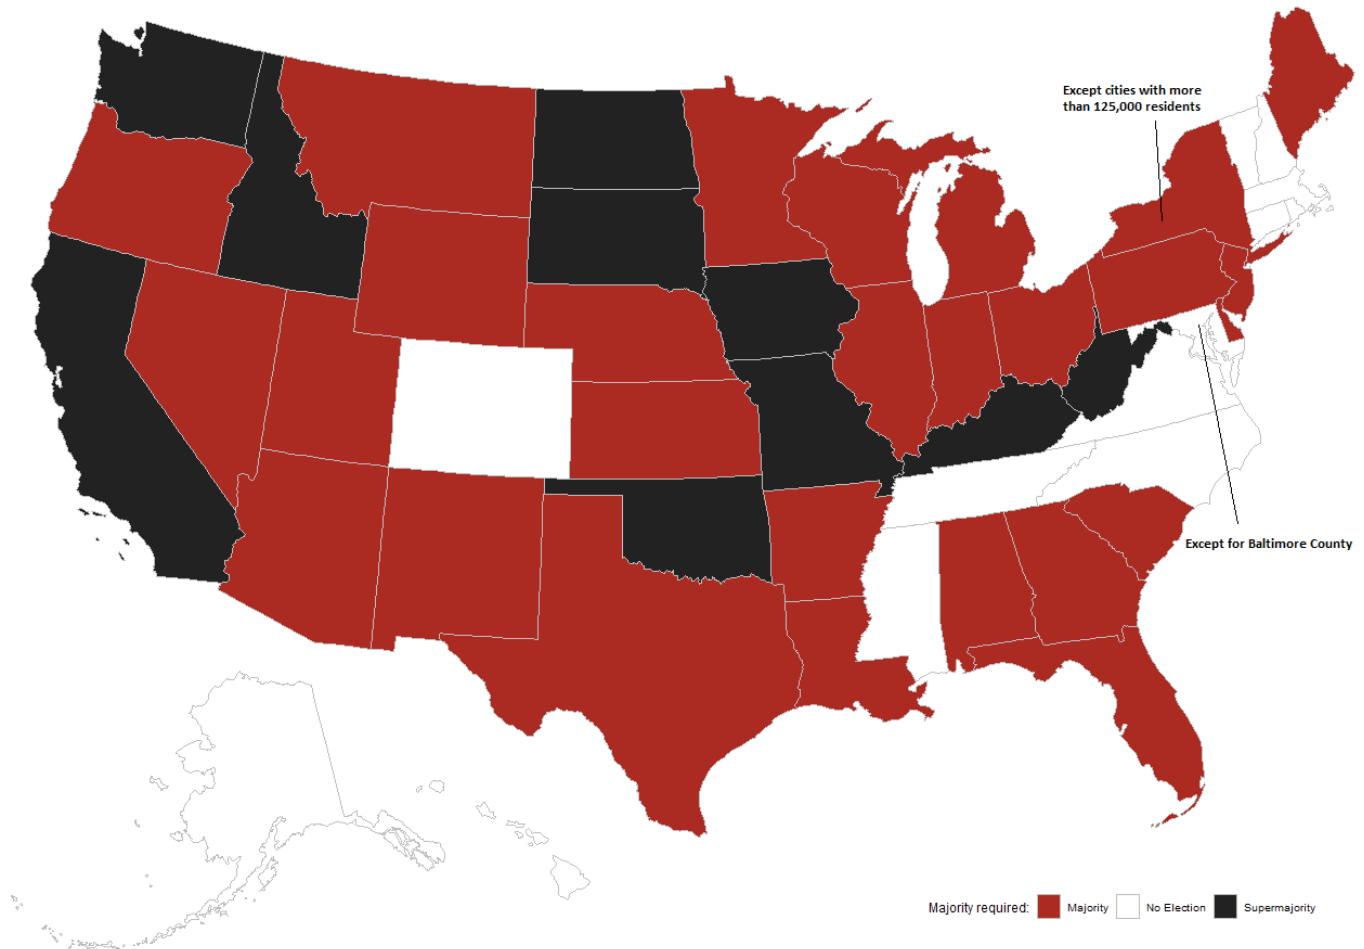 Except cities with more
than 125,000 residents
Except for Baltimore County
Majority required: Majority No Election Supermajority